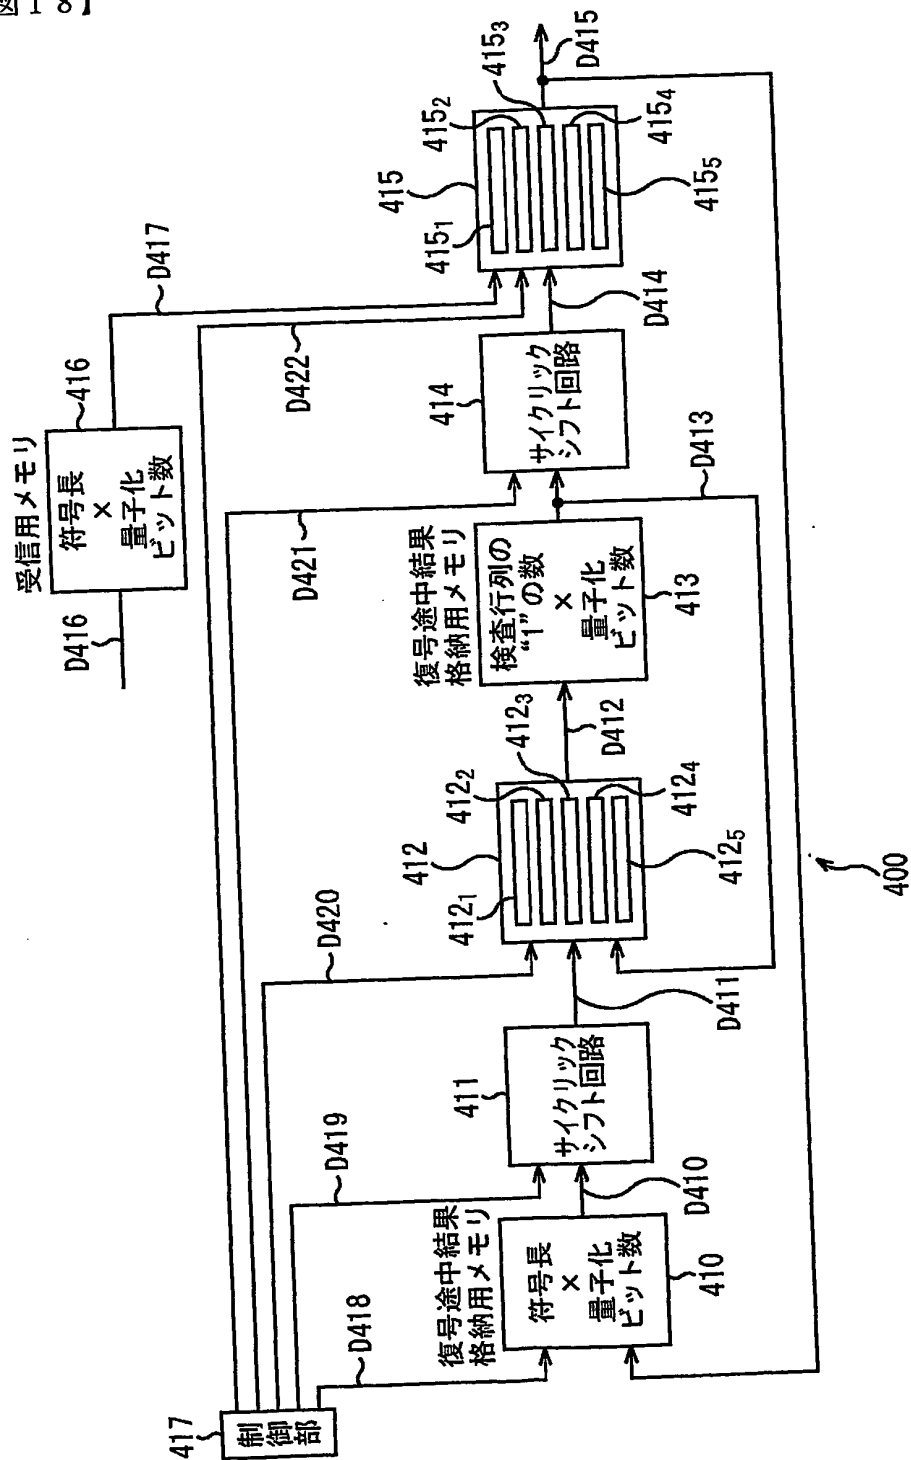 図18】
417
制御部
D418
D419
D420
D421
D422
D417
D416
受信用メモリ
符号長
×
量子化
ビット数
416
復号途中結果
格納用メモリ
符号長
×
量子化
ビット数
410
D410
411
サイクリック
シフト回路
D411
412
412₁
412₂
412₃
412₄
412₅
D412
復号途中結果
格納用メモリ
検査行列の
“1”の数
×
量子化
ビット数
413
D413
414
サイクリック
シフト回路
D414
415
415₁
415₂
415₃
415₄
415₅
D415
400